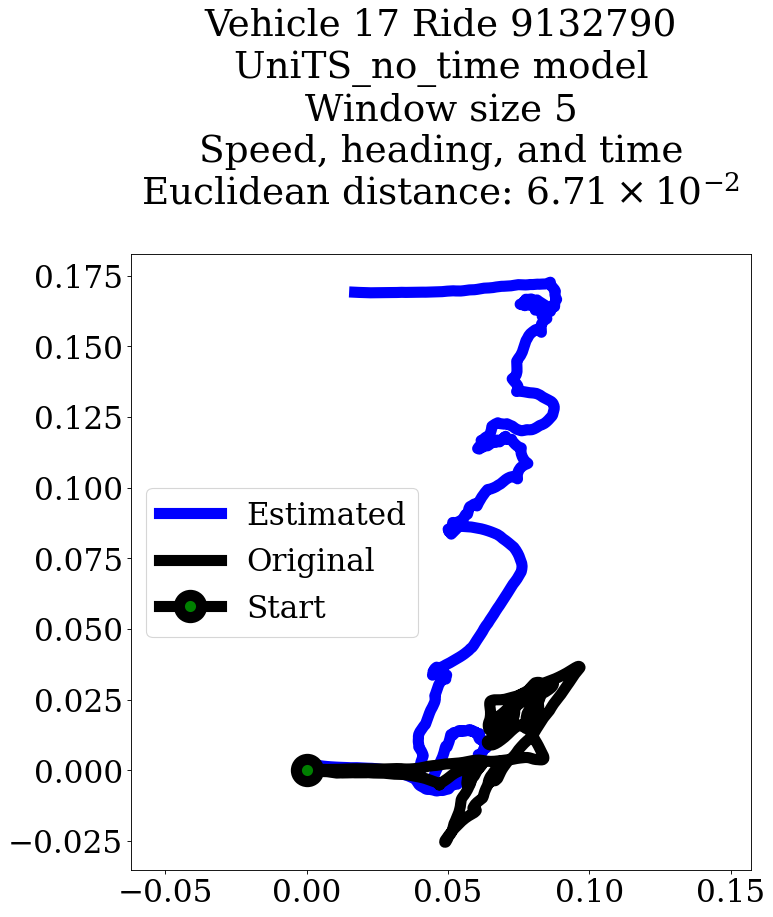 Vehicle 17 Ride 9132790
UniTS_no_time model
Window size 5
Speed, heading, and time
Euclidean distance: 6.71 × 10⁻²
0.175
0.150
0.125
0.100
0.075
0.050
0.025
0.000
−0.025
Estimated
Original
Start
−0.05 0.00 0.05 0.10 0.15